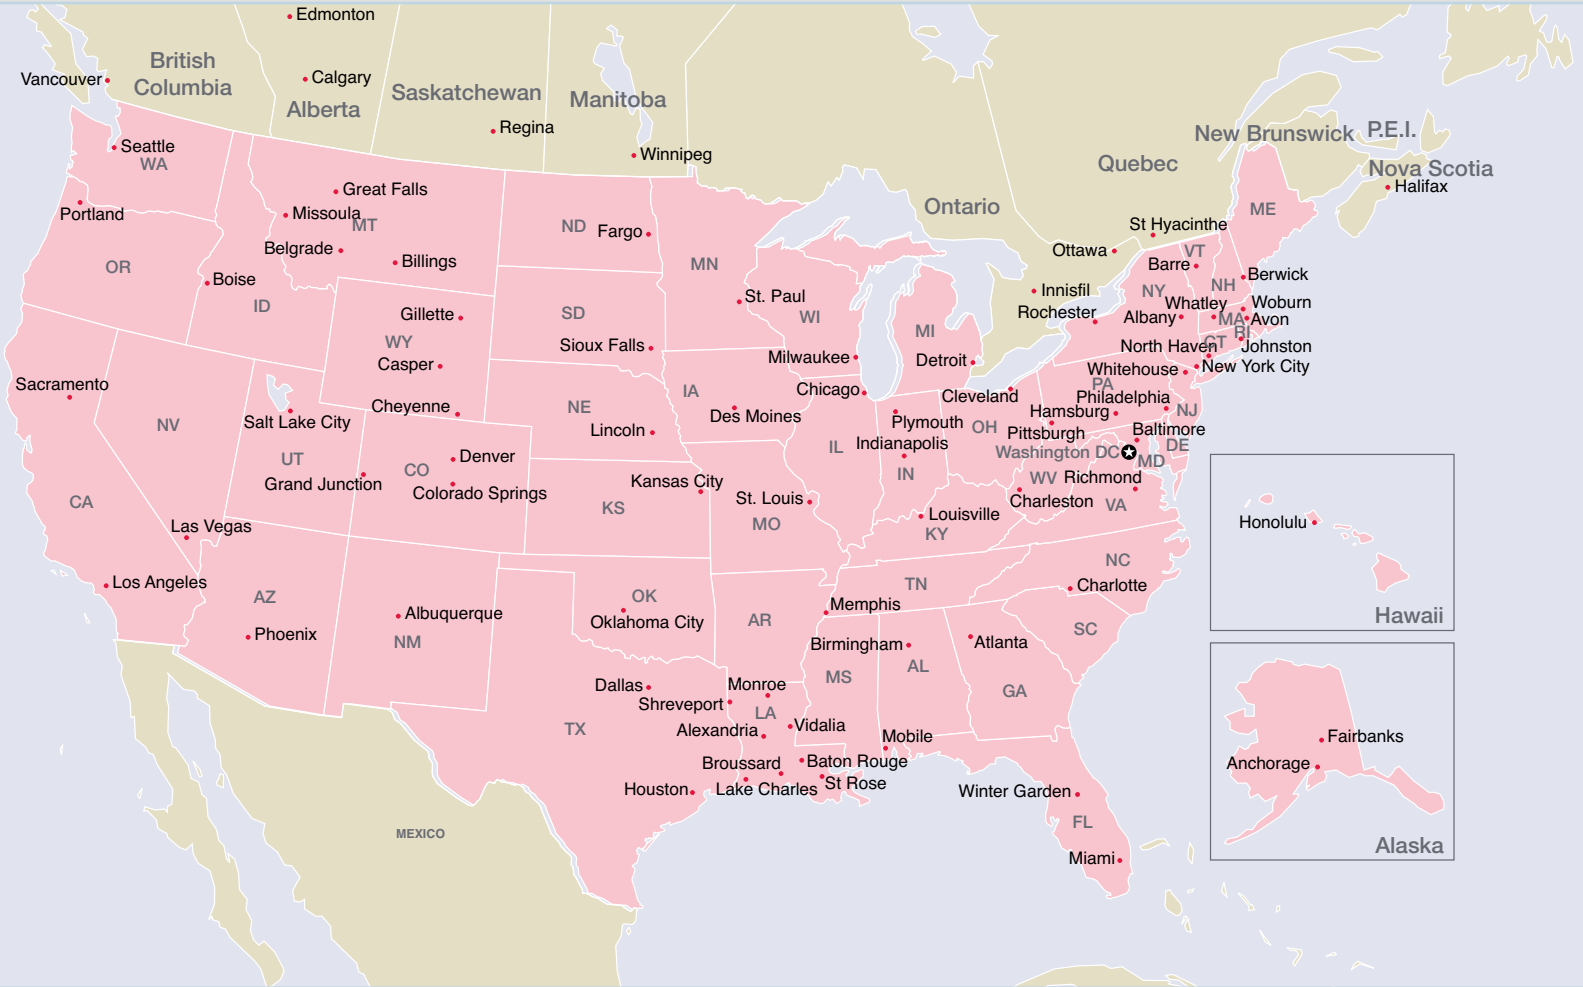 Edmonton
British
Columbia
Vancouver
Calgary
Alberta
Saskatchewan
Regina
Manitoba
Winnipeg
Ontario
Quebec
New Brunswick
P.E.I.
Nova Scotia
Halifax
Seattle
WA
Portland
Great Falls
Missoula
MT
Belgrade
Billings
OR
Boise
ID
ND
Fargo
MN
St. Paul
WI
SD
Sioux Falls
Gillette
WY
Casper
Cheyenne
Milwaukee
MI
Detroit
Ottawa
St Hyacinthe
Innisfil
Rochester
ME
VT
Barre
NH
Berwick
NY
Whatley
Woburn
Albany
MA
Avon
RI
CT
Johnston
North Haven
New York City
Whitehouse
PA
Philadelphia
Hamsburg
NJ
Pittsburgh
Baltimore
DE
Washington DC
MD
Cleveland
OH
Chicago
Plymouth
Indianapolis
IN
IL
IA
Des Moines
NE
Lincoln
Sacramento
NV
Salt Lake City
UT
Grand Junction
CO
Denver
Colorado Springs
KS
Kansas City
St. Louis
MO
Louisville
KY
WV
Charleston
Richmond
VA
CA
Las Vegas
Los Angeles
AZ
Phoenix
Albuquerque
NM
OK
Oklahoma City
AR
TN
Memphis
NC
Charlotte
SC
Birmingham
AL
Atlanta
GA
MS
Dallas
Monroe
Shreveport
LA
Alexandria
Vidalia
TX
Mobile
Broussard
Baton Rouge
Houston
Lake Charles
St Rose
Winter Garden
FL
Miami
MEXICO
Honolulu
Hawaii
Fairbanks
Anchorage
Alaska